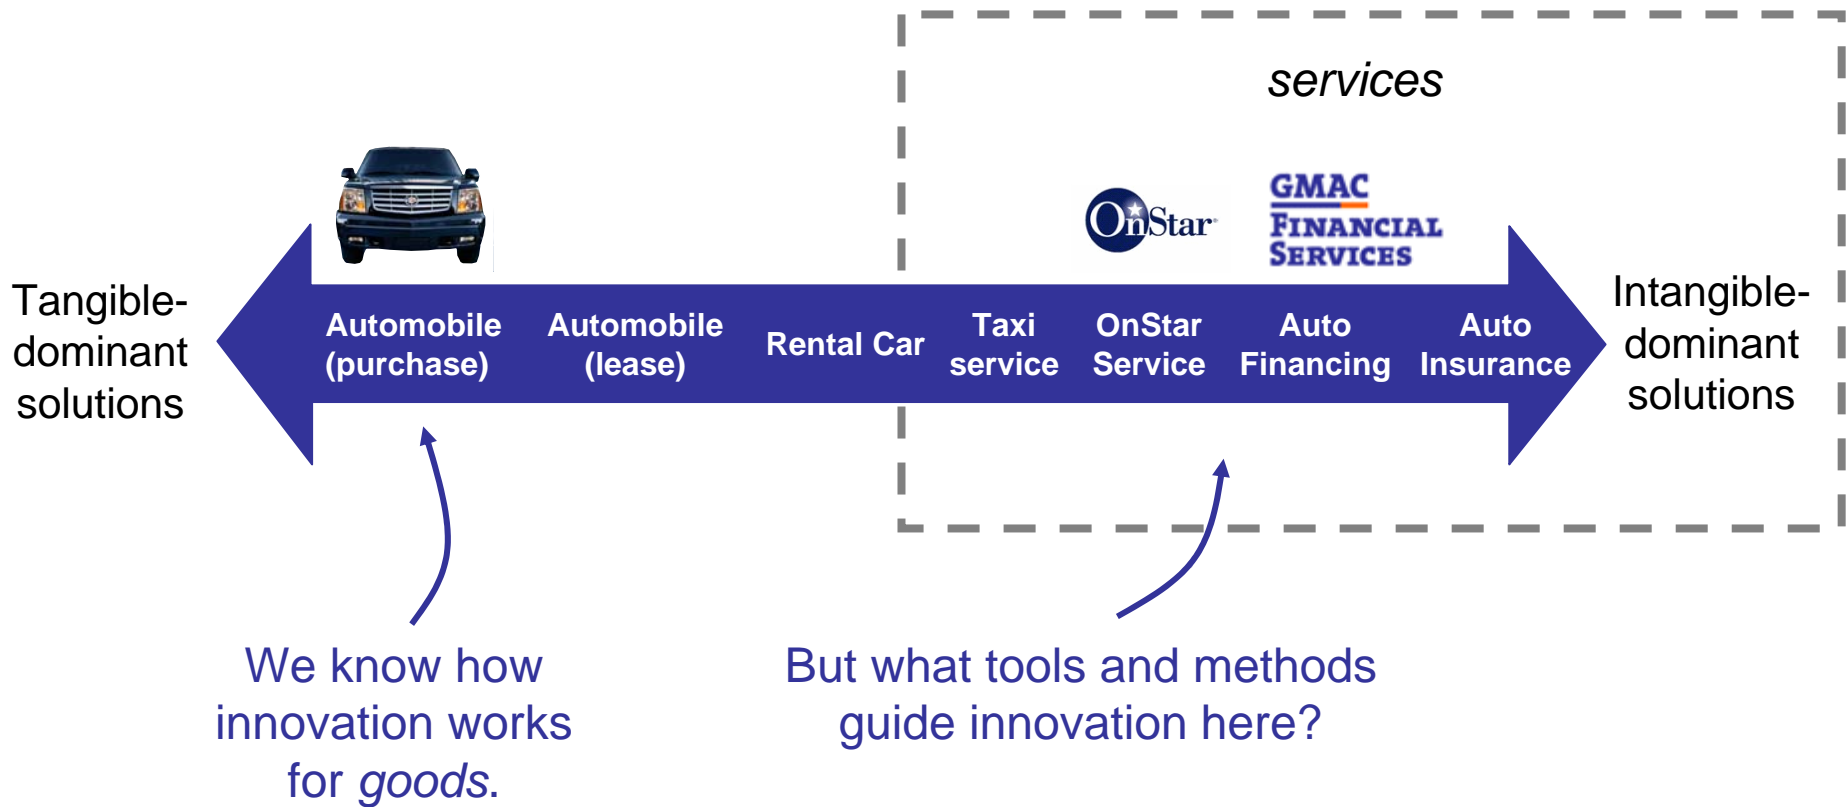 services
OnStar
GMAC
FINANCIAL
SERVICES
Tangible-
dominant
solutions
Automobile
(purchase)
Automobile
(lease)
Rental Car
Taxi
service
OnStar
Service
Auto
Financing
Auto
Insurance
Intangible-
dominant
solutions
We know how
innovation works
for goods.
But what tools and methods
guide innovation here?